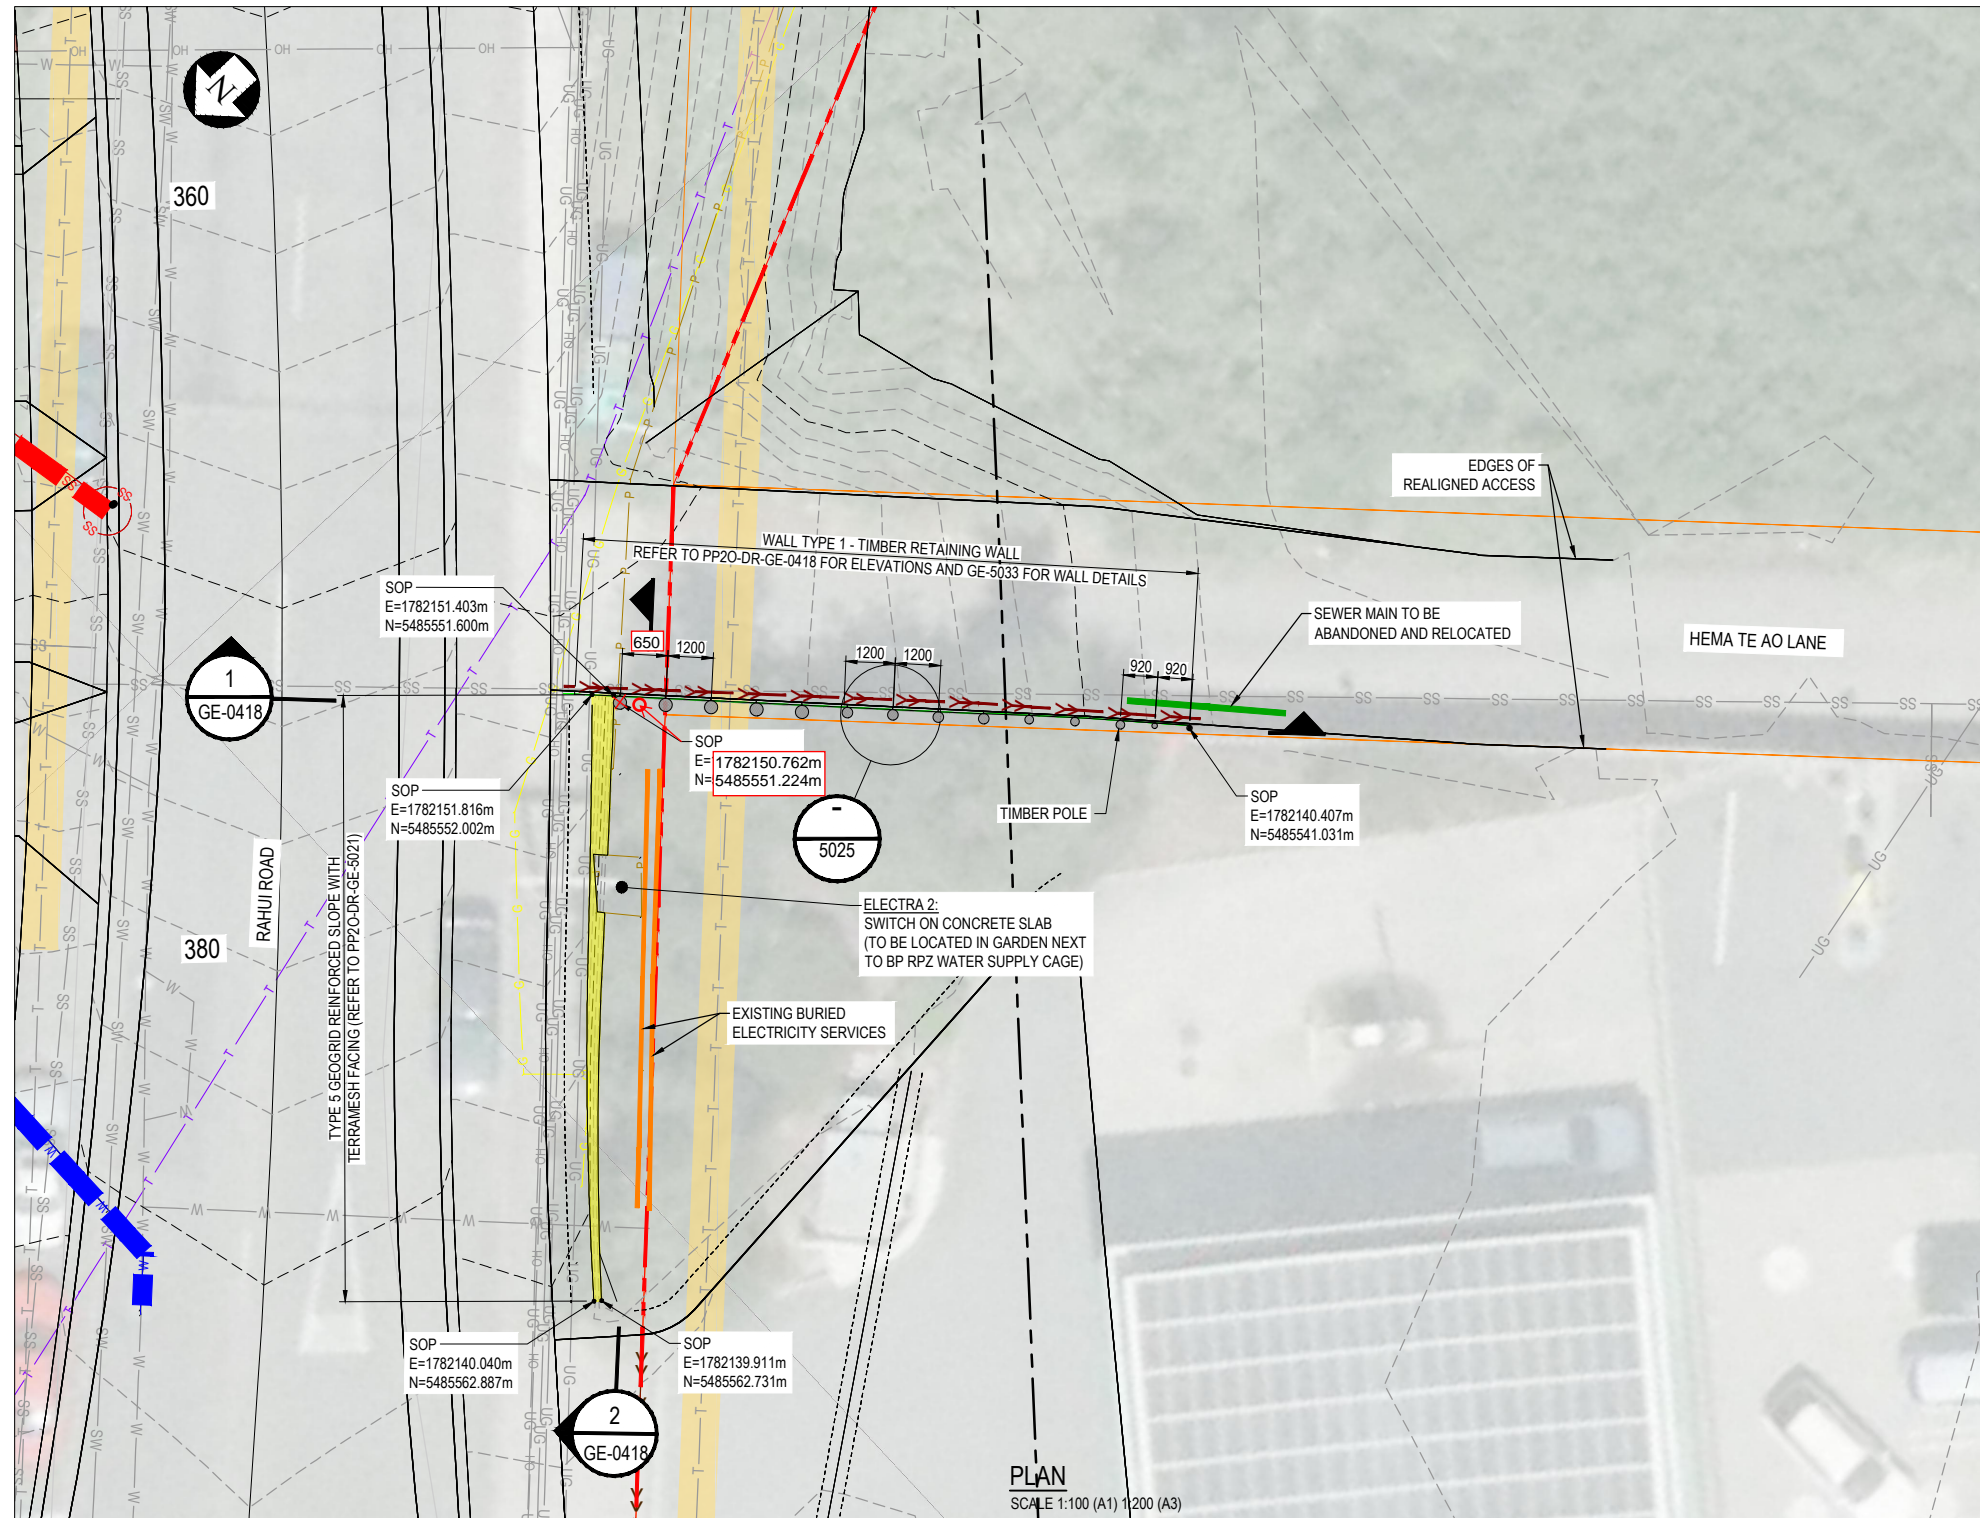 N
360
EDGES OF
REALIGNED ACCESS
WALL TYPE 1 - TIMBER RETAINING WALL
REFER TO PP2O-DR-GE-0418 FOR ELEVATIONS AND GE-5033 FOR WALL DETAILS
SOP
E=1782151.403m
N=5485551.600m
650
1200
1200
1200
920
920
SEWER MAIN TO BE
ABANDONED AND RELOCATED
HEMA TE AO LANE
1
GE-0418
SOP
E=1782150.762m
N=5485551.224m
SOP
E=1782151.816m
N=5485552.002m
TIMBER POLE
SOP
E=1782140.407m
N=5485541.031m
-
5025
RAHUI ROAD
380
TYPE 5 GEOGRID REINFORCED SLOPE WITH
TERRAMESH FACING (REFER TO PP2O-DR-GE-5021)
ELECTRA 2:
SWITCH ON CONCRETE SLAB
(TO BE LOCATED IN GARDEN NEXT
TO BP RPZ WATER SUPPLY CAGE)
EXISTING BURIED
ELECTRICITY SERVICES
SOP
E=1782140.040m
N=5485562.887m
SOP
E=1782139.911m
N=5485562.731m
2
GE-0418
PLAN
SCALE 1:100 (A1) 1:200 (A3)